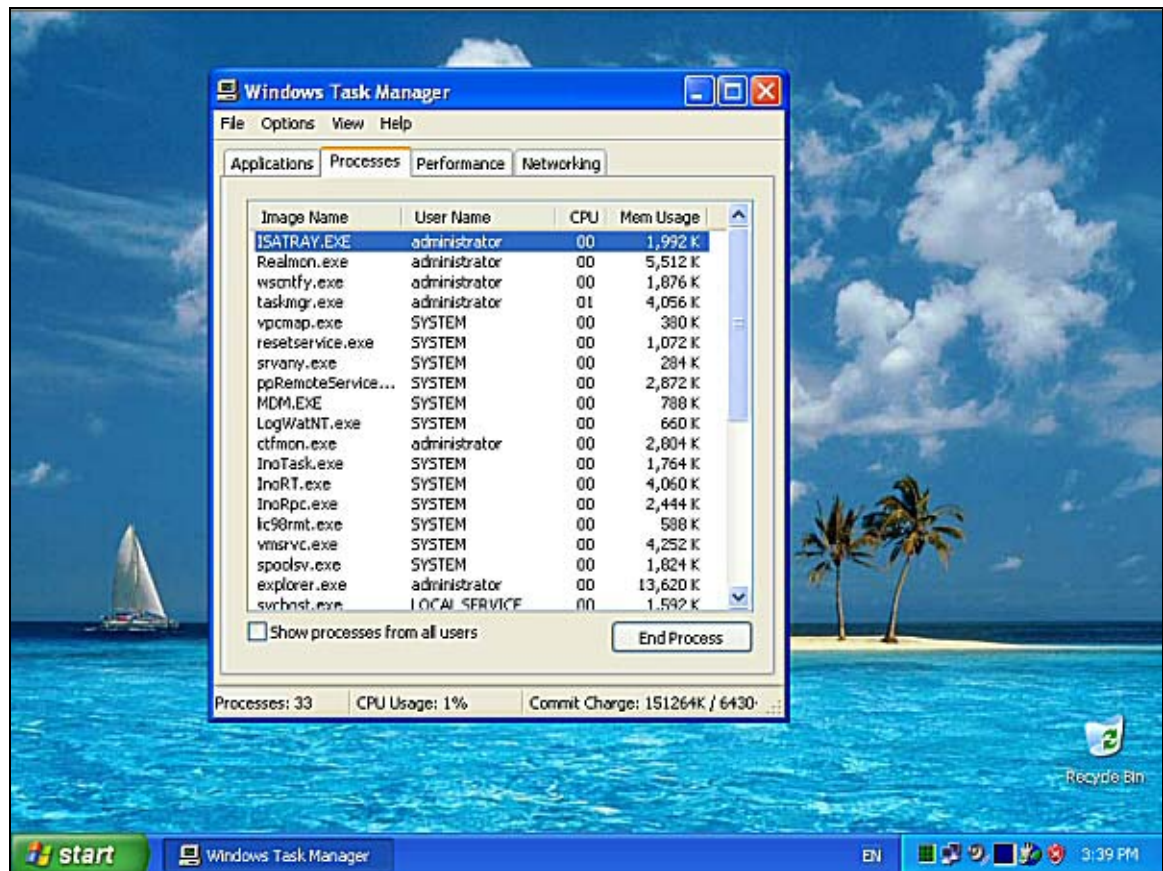 Windows Task Manager
File Options View Help
Applications Processes Performance Networking
Image Name User Name CPU Mem Usage
ISATRAY.EXE administrator 00 1,992 K
Realmon.exe administrator 00 5,512 K
wscntfy.exe administrator 00 1,876 K
taskmgr.exe administrator 01 4,056 K
vpcmap.exe SYSTEM 00 380 K
resetservice.exe SYSTEM 00 1,072 K
srvany.exe SYSTEM 00 284 K
ppRemoteService... SYSTEM 00 2,872 K
MDM.EXE SYSTEM 00 788 K
LogWatNT.exe SYSTEM 00 660 K
ctfmon.exe administrator 00 2,804 K
InoTask.exe SYSTEM 00 1,764 K
InoRT.exe SYSTEM 00 4,060 K
InoRpc.exe SYSTEM 00 2,444 K
lic98rmt.exe SYSTEM 00 588 K
vmsrvc.exe SYSTEM 00 4,252 K
spoolsv.exe SYSTEM 00 1,824 K
explorer.exe administrator 00 13,620 K
svchost.exe LOCAL SERVICE 00 1,592 K
Show processes from all users
End Process
Processes: 33 CPU Usage: 1% Commit Charge: 151264K / 6430
Recycle Bin
start Windows Task Manager EN 3:39 PM